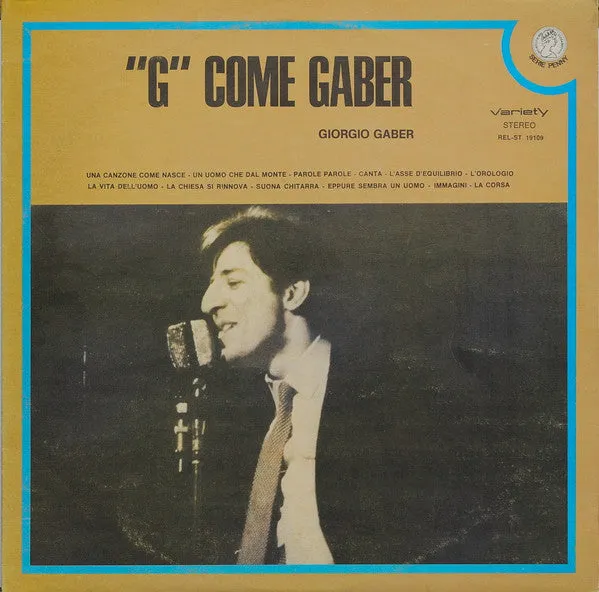 "G" COME GABER
GIORGIO GABER
SERIE PENNY
Variety
STEREO
REL-ST 19109
UNA CANZONE COME NASCE - UN UOMO CHE DAL MONTE - PAROLE PAROLE - CANTA - L'ASSE D'EQUILIBRIO - L'OROLOGIO
LA VITA DELL'UOMO - LA CHIESA SI RINNOVA - SUONA CHITARRA - EPPURE SEMBRA UN UOMO - IMMAGINI - LA CORSA